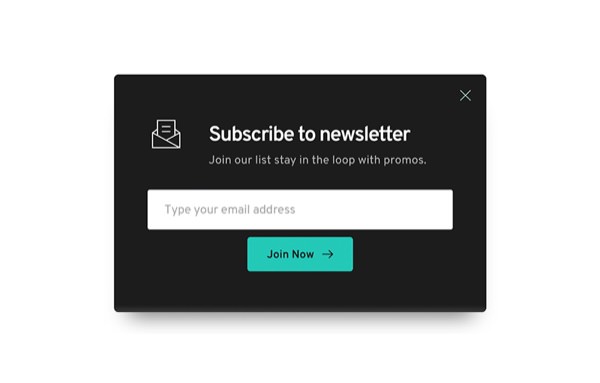 Subscribe to newsletter
Join our list stay in the loop with promos.
Type your email address
Join Now